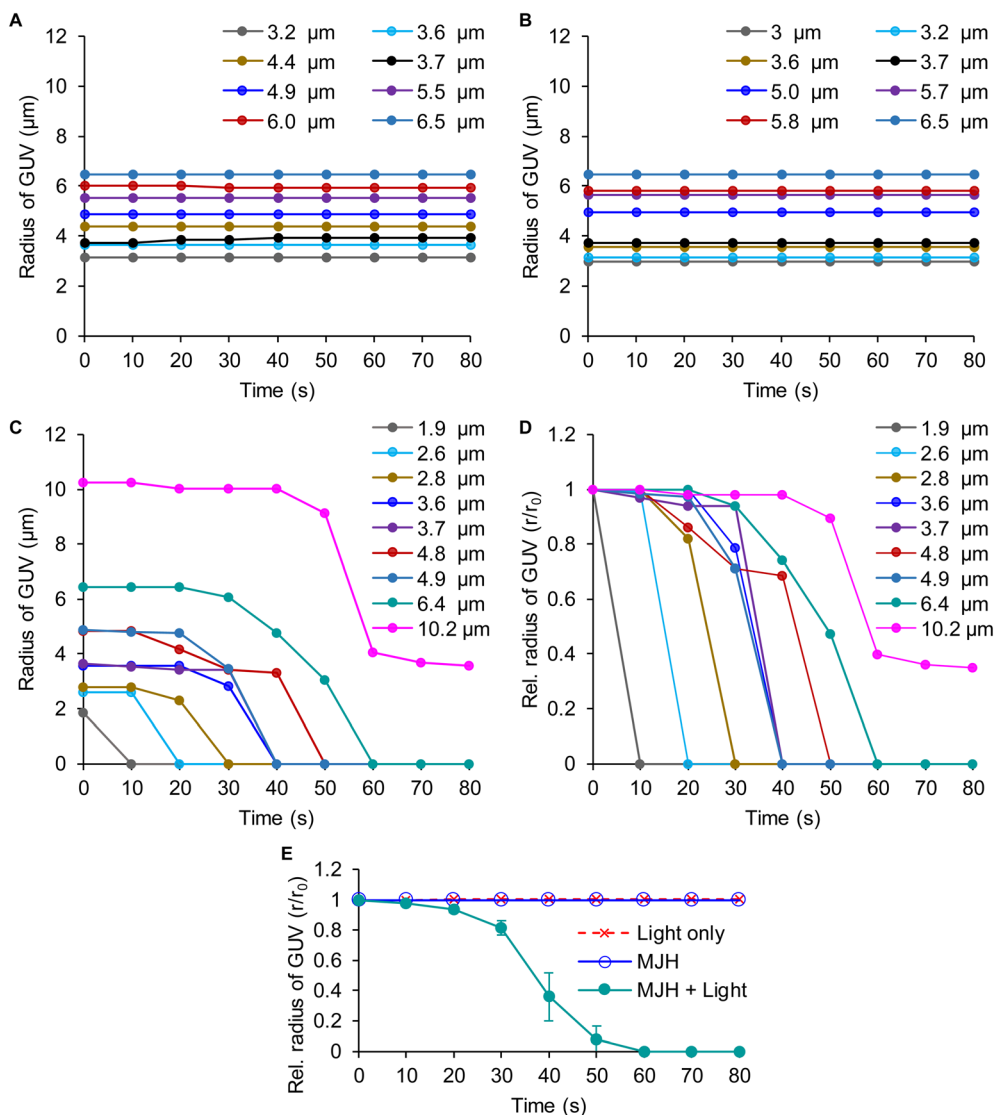 A
Radius of GUV (µm)
12
10
8
6
4
2
0
3.2 µm
3.6 µm
4.4 µm
3.7 µm
4.9 µm
5.5 µm
6.0 µm
6.5 µm
0 10 20 30 40 50 60 70 80
Time (s)
B
Radius of GUV (µm)
12
10
8
6
4
2
0
3 µm
3.2 µm
3.6 µm
3.7 µm
5.0 µm
5.7 µm
5.8 µm
6.5 µm
0 10 20 30 40 50 60 70 80
Time (s)
C
Radius of GUV (µm)
12
10
8
6
4
2
0
1.9 µm
2.6 µm
2.8 µm
3.6 µm
3.7 µm
4.8 µm
4.9 µm
6.4 µm
10.2 µm
0 10 20 30 40 50 60 70 80
Time (s)
D
Rel. radius of GUV (r/r₀)
1.2
1
0.8
0.6
0.4
0.2
0
1.9 µm
2.6 µm
2.8 µm
3.6 µm
3.7 µm
4.8 µm
4.9 µm
6.4 µm
10.2 µm
0 10 20 30 40 50 60 70 80
Time (s)
E
Rel. radius of GUV (r/r₀)
1.2
1
0.8
0.6
0.4
0.2
0
Light only
MJH
MJH + Light
0 10 20 30 40 50 60 70 80
Time (s)